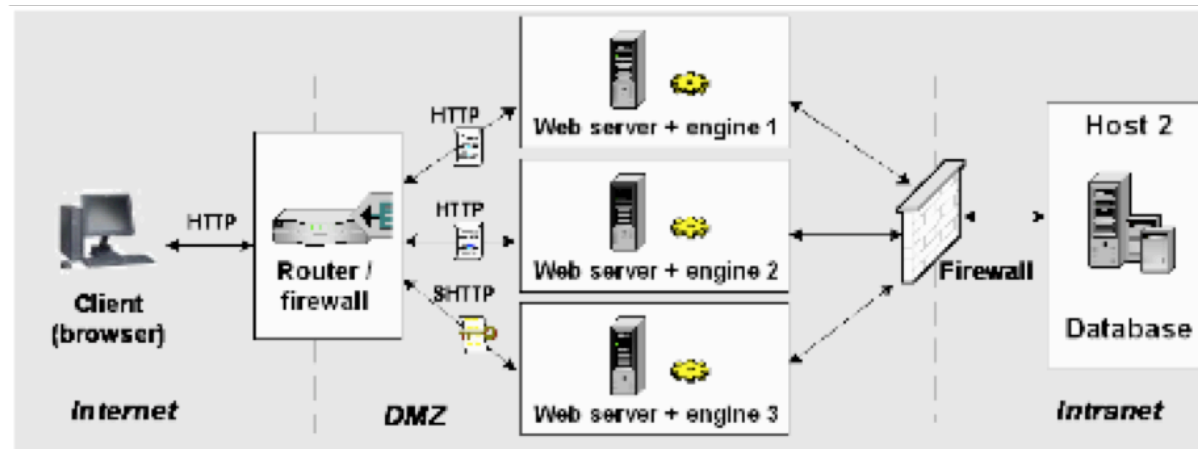 HTTP
Web server + engine 1
Host 2
HTTP
HTTP
Router /
firewall
Web server + engine 2
Firewall
Client
(browser)
SHTTP
Database
Internet
DMZ
Web server + engine 3
Intranet